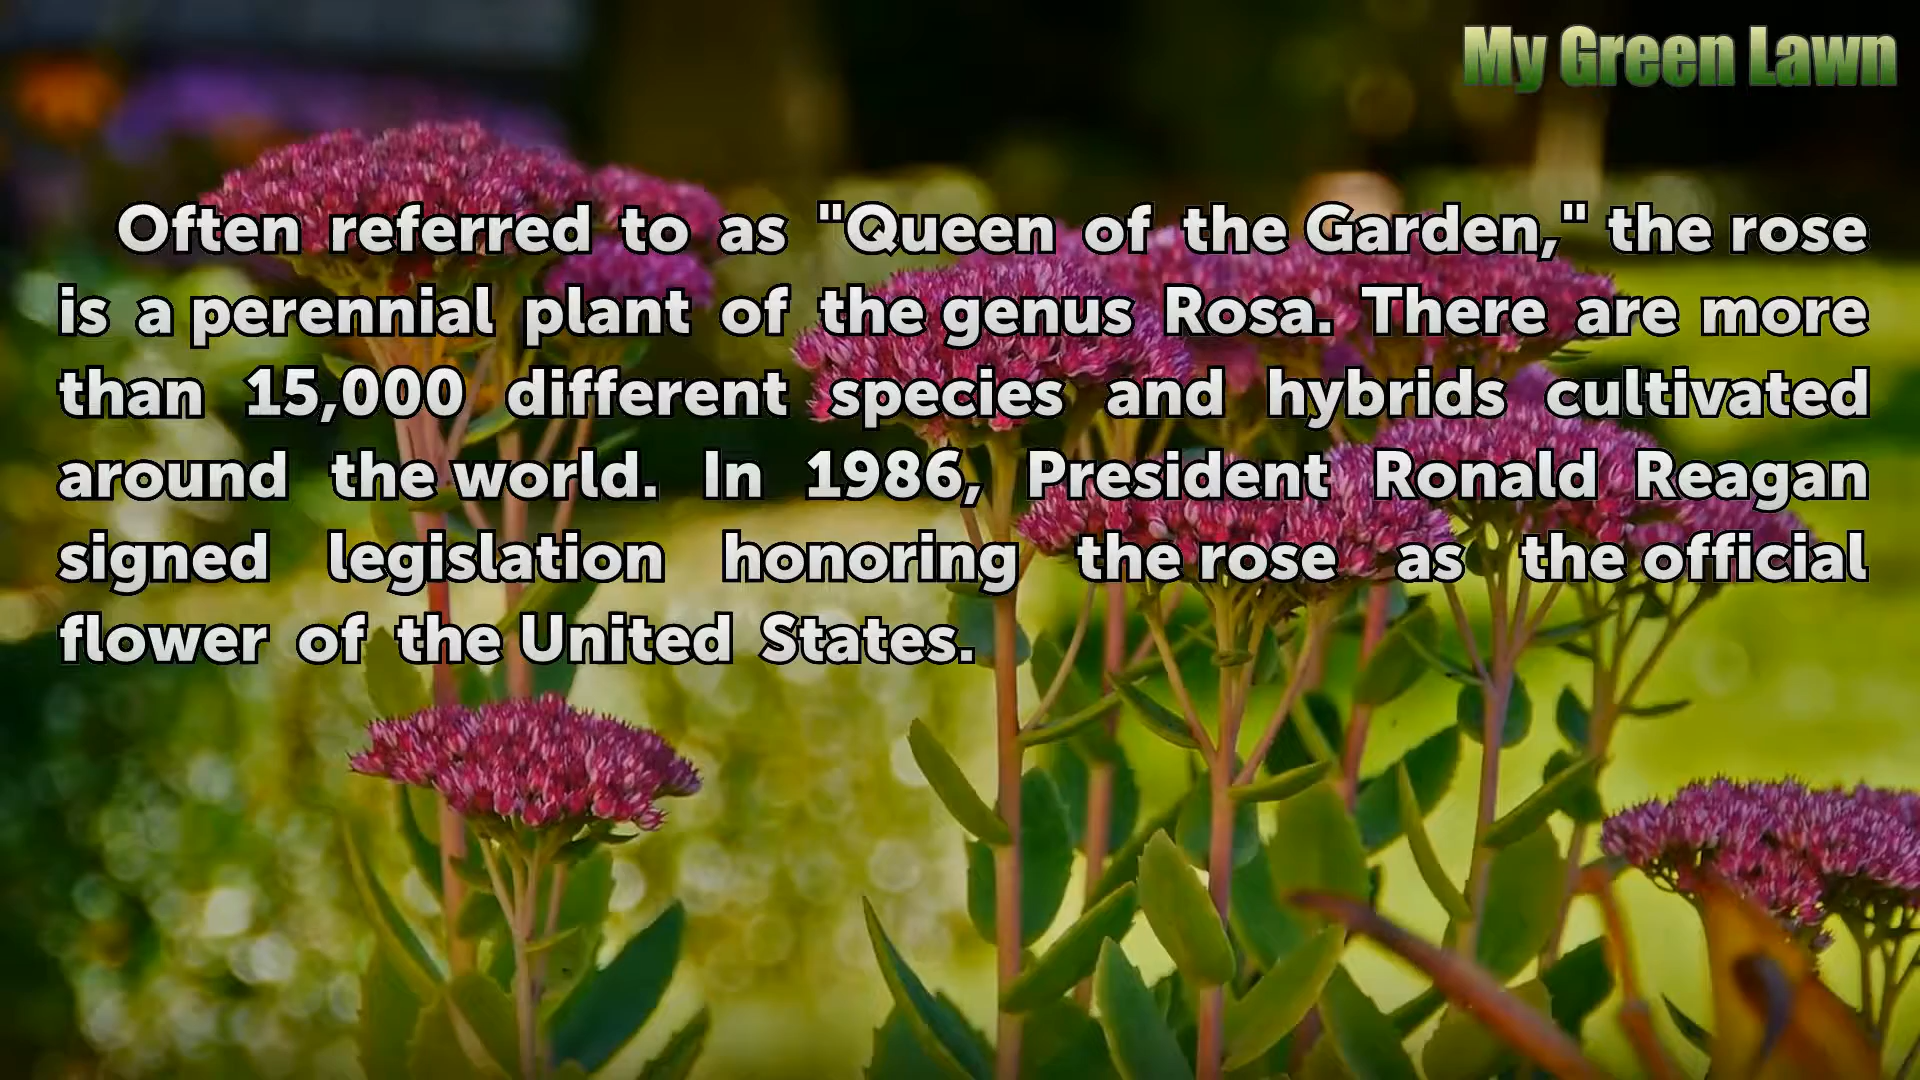 My Green Lawn
Often referred to as "Queen of the Garden," the rose
is a perennial plant of the genus Rosa. There are more
than 15,000 different species and hybrids cultivated
around the world. In 1986, President Ronald Reagan
signed legislation honoring the rose as the official
flower of the United States.